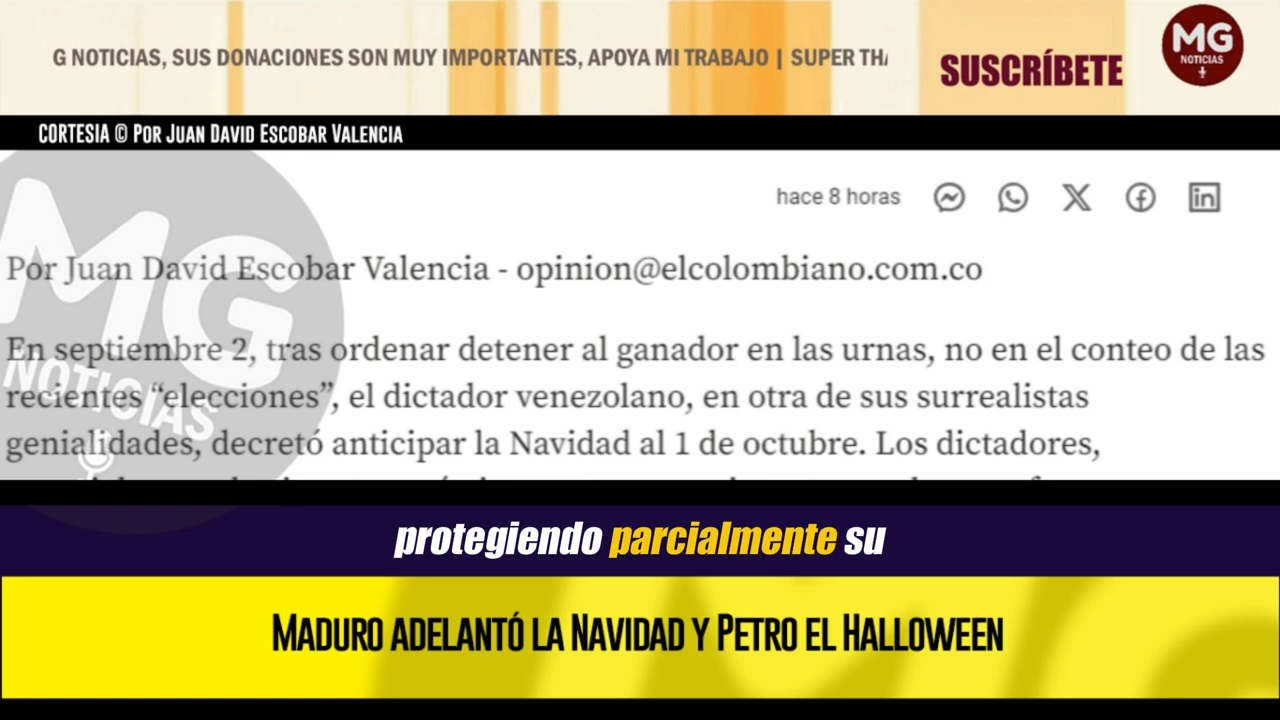 G NOTICIAS, SUS DONACIONES SON MUY IMPORTANTES, APOYA MI TRABAJO | SUPER
SUSCRÍBETE
MG
NOTICIAS
CORTESIA © POR JUAN DAVID ESCOBAR VALENCIA
hace 8 horas
Por Juan David Escobar Valencia - opinion@elcolombiano.com.co
En septiembre 2, tras ordenar detener al ganador en las urnas, no en el conteo de las
recientes “elecciones”, el dictador venezolano, en otra de sus surrealistas
genialidades, decretó anticipar la Navidad al 1 de octubre. Los dictadores,
MG
NOTICIAS
protegiendo parcialmente su
MADURO ADELANTÓ LA NAVIDAD Y PETRO EL HALLOWEEN